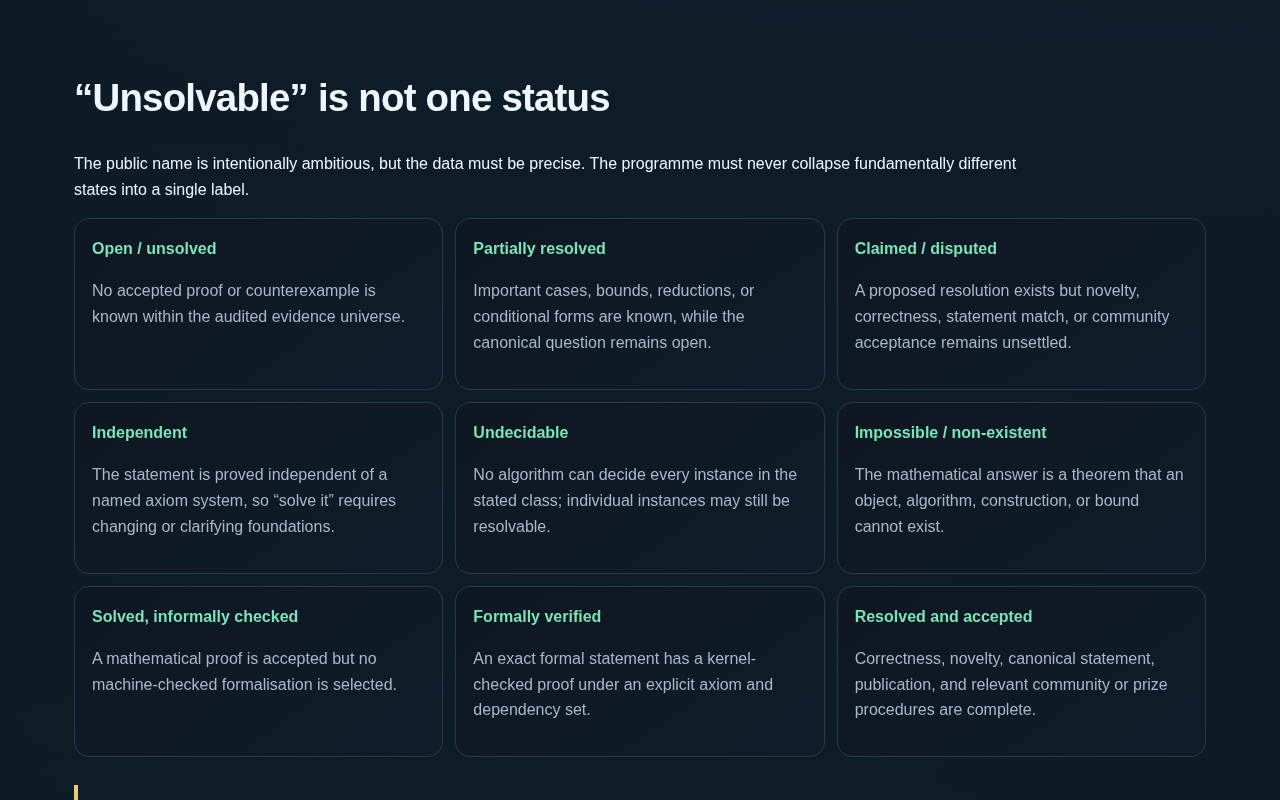 “Unsolvable” is not one status
The public name is intentionally ambitious, but the data must be precise. The programme must never collapse fundamentally different
states into a single label.
Open / unsolved
No accepted proof or counterexample is
known within the audited evidence universe.
Partially resolved
Important cases, bounds, reductions, or
conditional forms are known, while the
canonical question remains open.
Claimed / disputed
A proposed resolution exists but novelty,
correctness, statement match, or community
acceptance remains unsettled.
Independent
The statement is proved independent of a
named axiom system, so “solve it” requires
changing or clarifying foundations.
Undecidable
No algorithm can decide every instance in the
stated class; individual instances may still be
resolvable.
Impossible / non-existent
The mathematical answer is a theorem that an
object, algorithm, construction, or bound
cannot exist.
Solved, informally checked
A mathematical proof is accepted but no
machine-checked formalisation is selected.
Formally verified
An exact formal statement has a kernel-
checked proof under an explicit axiom and
dependency set.
Resolved and accepted
Correctness, novelty, canonical statement,
publication, and relevant community or prize
procedures are complete.